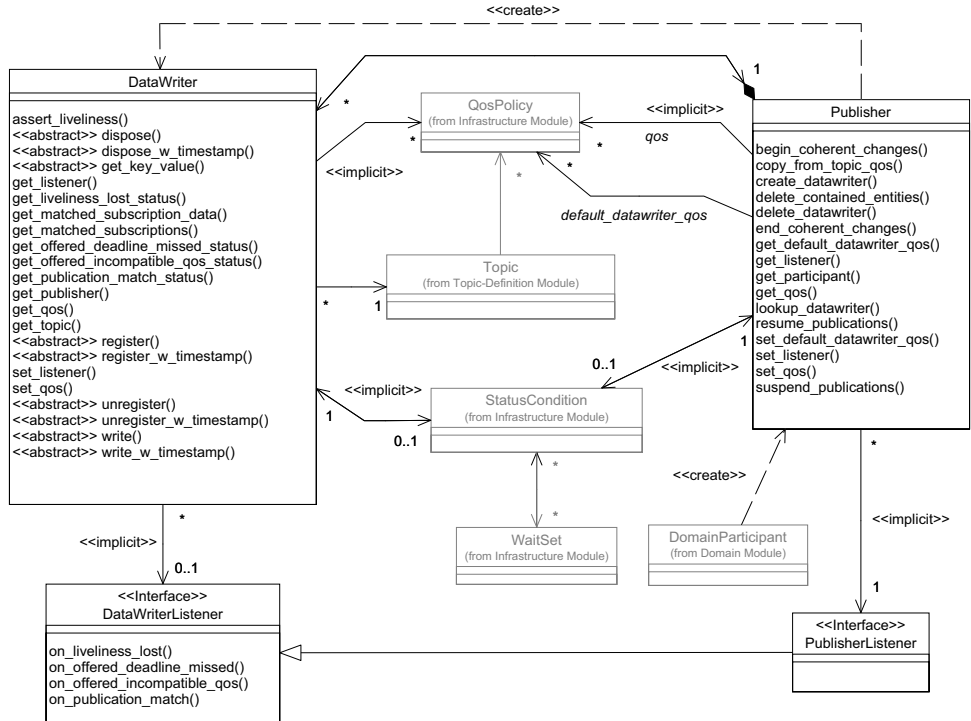 <<create>>
DataWriter
assert_liveliness()
<<abstract>> dispose()
<<abstract>> dispose_w_timestamp()
<<abstract>> get_key_value()
get_listener()
get_liveliness_lost_status()
get_matched_subscription_data()
get_matched_subscriptions()
get_offered_deadline_missed_status()
get_offered_incompatible_qos_status()
get_publication_match_status()
get_publisher()
get_qos()
get_topic()
<<abstract>> register()
<<abstract>> register_w_timestamp()
set_listener()
set_qos()
<<abstract>> unregister()
<<abstract>> unregister_w_timestamp()
<<abstract>> write()
<<abstract>> write_w_timestamp()
*
1
QosPolicy
(from Infrastructure Module)
*
*
*
*
<<implicit>>
<<implicit>>
qos
default_datawriter_qos
Publisher
begin_coherent_changes()
copy_from_topic_qos()
create_datawriter()
delete_contained_entities()
delete_datawriter()
end_coherent_changes()
get_default_datawriter_qos()
get_listener()
get_participant()
get_qos()
lookup_datawriter()
resume_publications()
set_default_datawriter_qos()
set_listener()
set_qos()
suspend_publications()
Topic
(from Topic-Definition Module)
*
1
1
0..1
<<implicit>>
<<implicit>>
StatusCondition
(from Infrastructure Module)
1
0..1
*
*
WaitSet
(from Infrastructure Module)
<<create>>
DomainParticipant
(from Domain Module)
*
<<implicit>>
1
*
<<implicit>>
0..1
<<Interface>>
DataWriterListener
on_liveliness_lost()
on_offered_deadline_missed()
on_offered_incompatible_qos()
on_publication_match()
<<Interface>>
PublisherListener